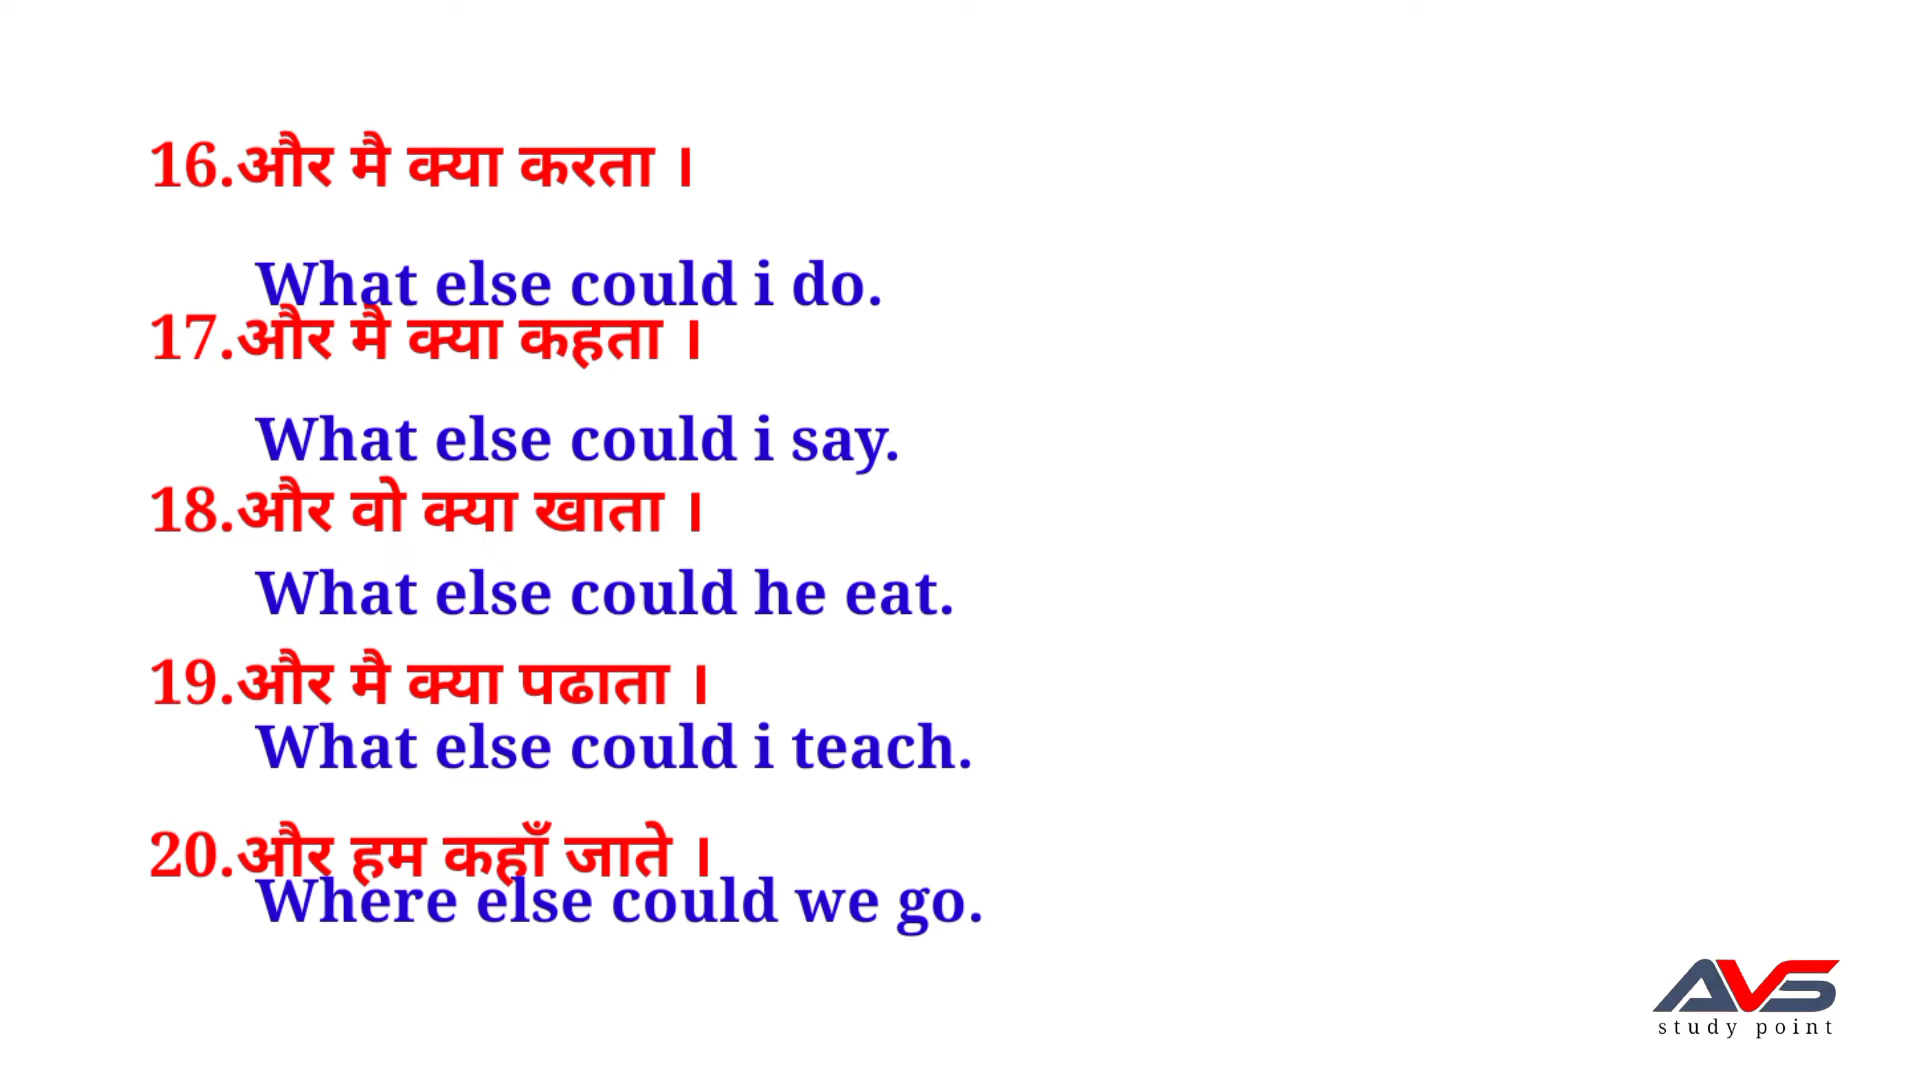 16.और मै क्या करता ।
What else could i do.
17.और मै क्या कहता ।
What else could i say.
18.और वो क्या खाता ।
What else could he eat.
19.और मै क्या पढाता ।
What else could i teach.
20.और हम कहाँ जाते ।
Where else could we go.
AVS
study point